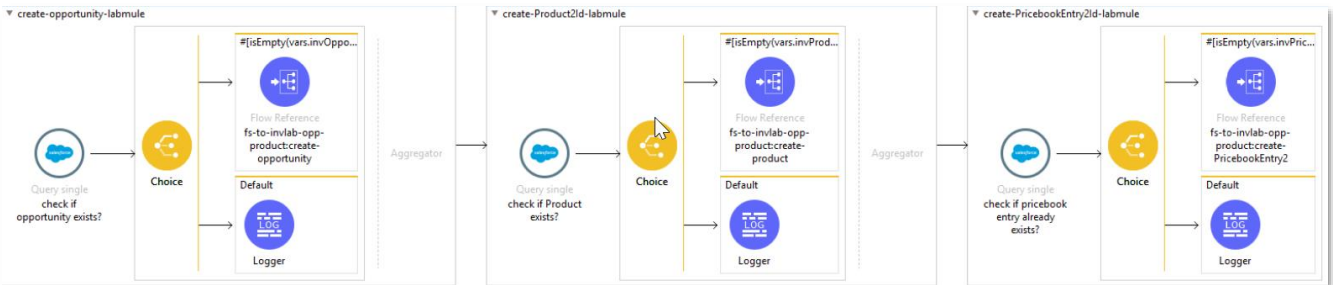 create-opportunity-labmule
#[isEmpty(vars.invOppo...
Flow Reference
fs-to-invlab-opp-
product:create-
opportunity
Query single
check if
opportunity exists?
Choice
Default
LOG
Logger
Aggregator
create-Product2Id-labmule
#[isEmpty(vars.invProd...
Flow Reference
fs-to-invlab-opp-
product:create-
product
Query single
check if Product
exists?
Choice
Default
LOG
Logger
Aggregator
create-PricebookEntry2Id-labmule
#[isEmpty(vars.invPric...
Flow Reference
fs-to-invlab-opp-
product:create-
PricebookEntry2
Query single
check if pricebook
entry already
exists?
Choice
Default
LOG
Logger